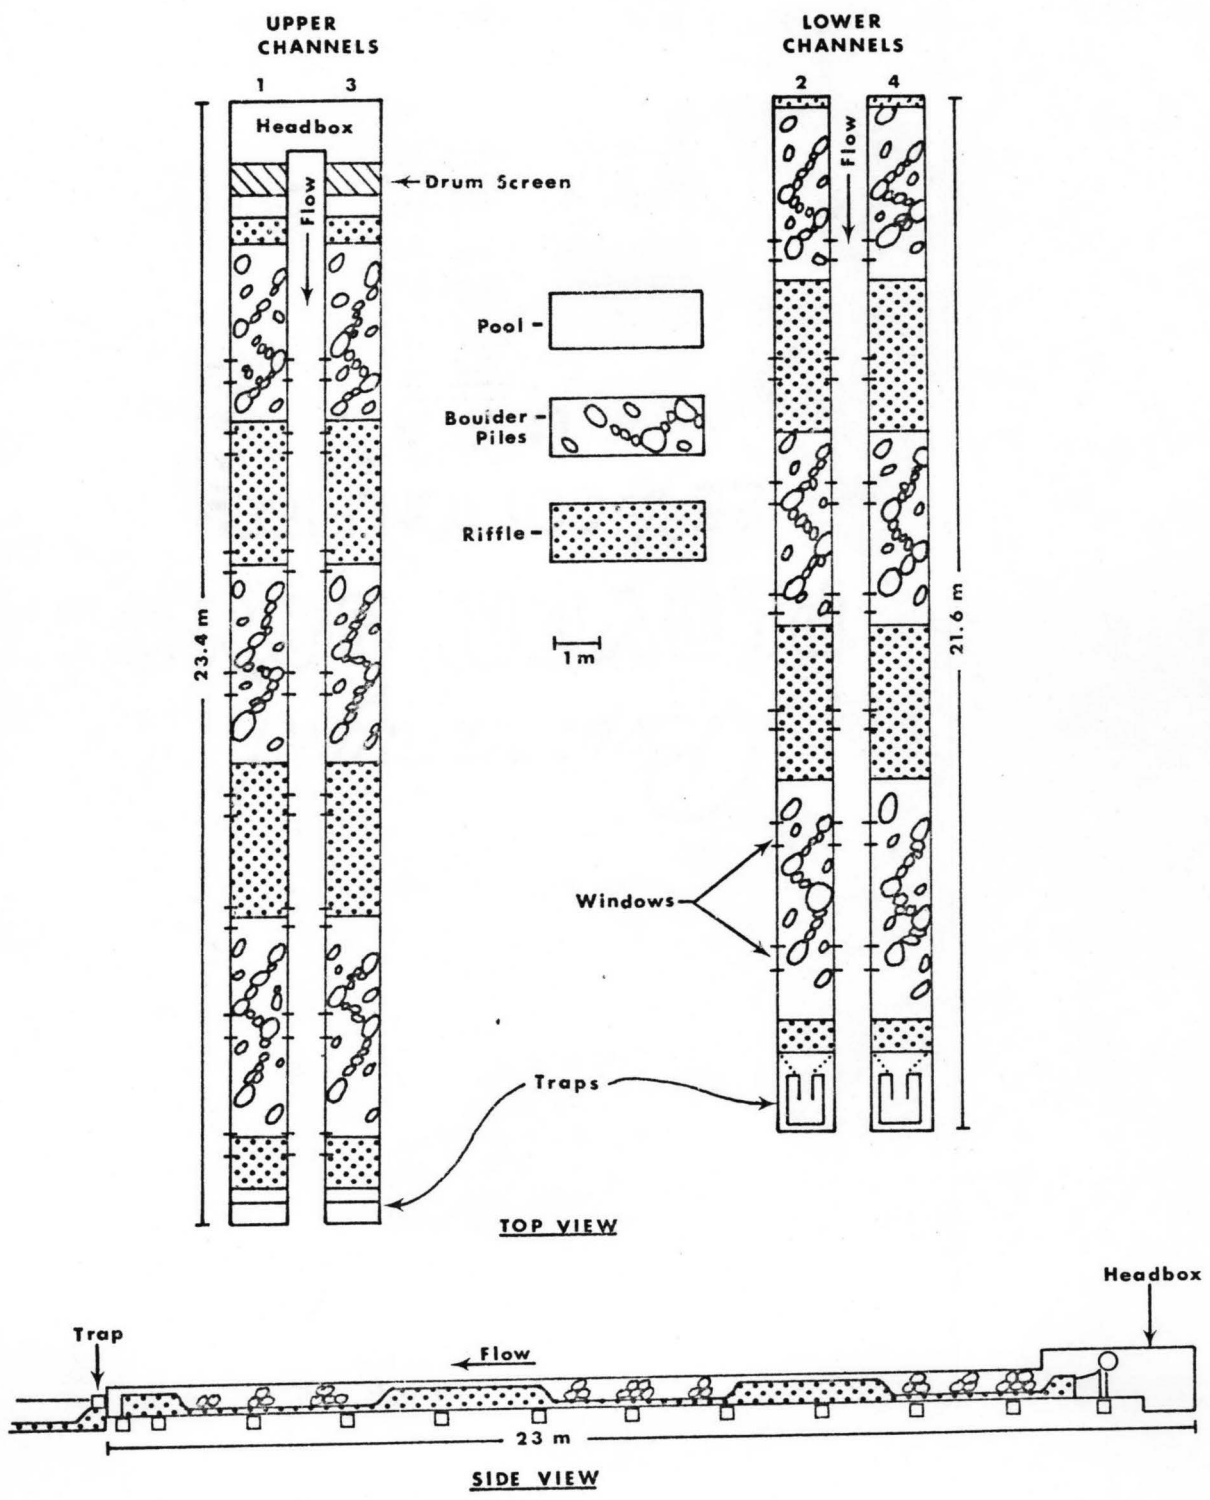 UPPER
CHANNELS
1 3
Headbox
Drum Screen
Flow
23.4 m
LOWER
CHANNELS
2 4
Flow
21.6 m
Pool
Boulder
Piles
Riffle
1m
Windows
Traps
TOP VIEW
Headbox
Trap
Flow
23 m
SIDE VIEW